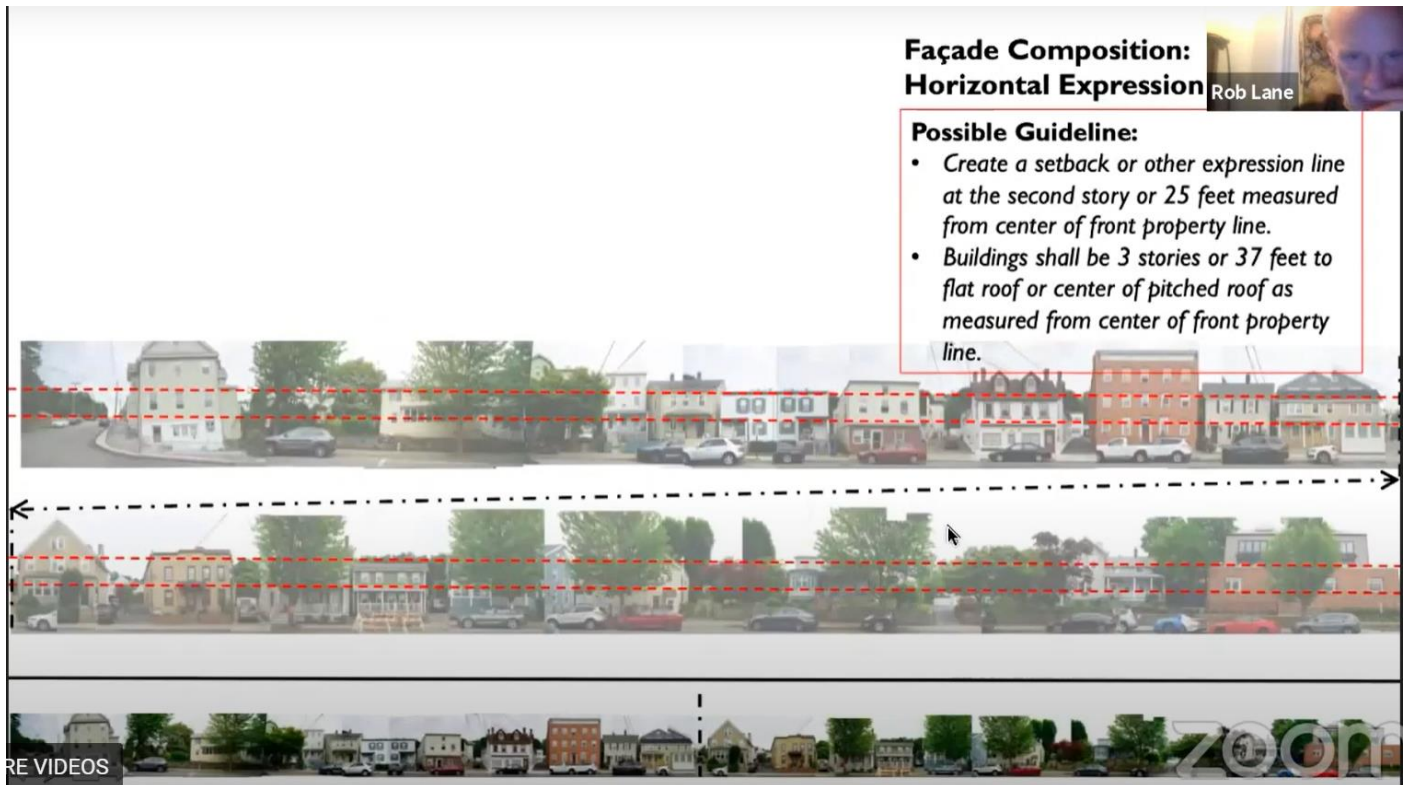 Façade Composition:
Horizontal Expression
Rob Lane
Possible Guideline:
• Create a setback or other expression line
at the second story or 25 feet measured
from center of front property line.
• Buildings shall be 3 stories or 37 feet to
flat roof or center of pitched roof as
measured from center of front property
line.
RE VIDEOS
zoom